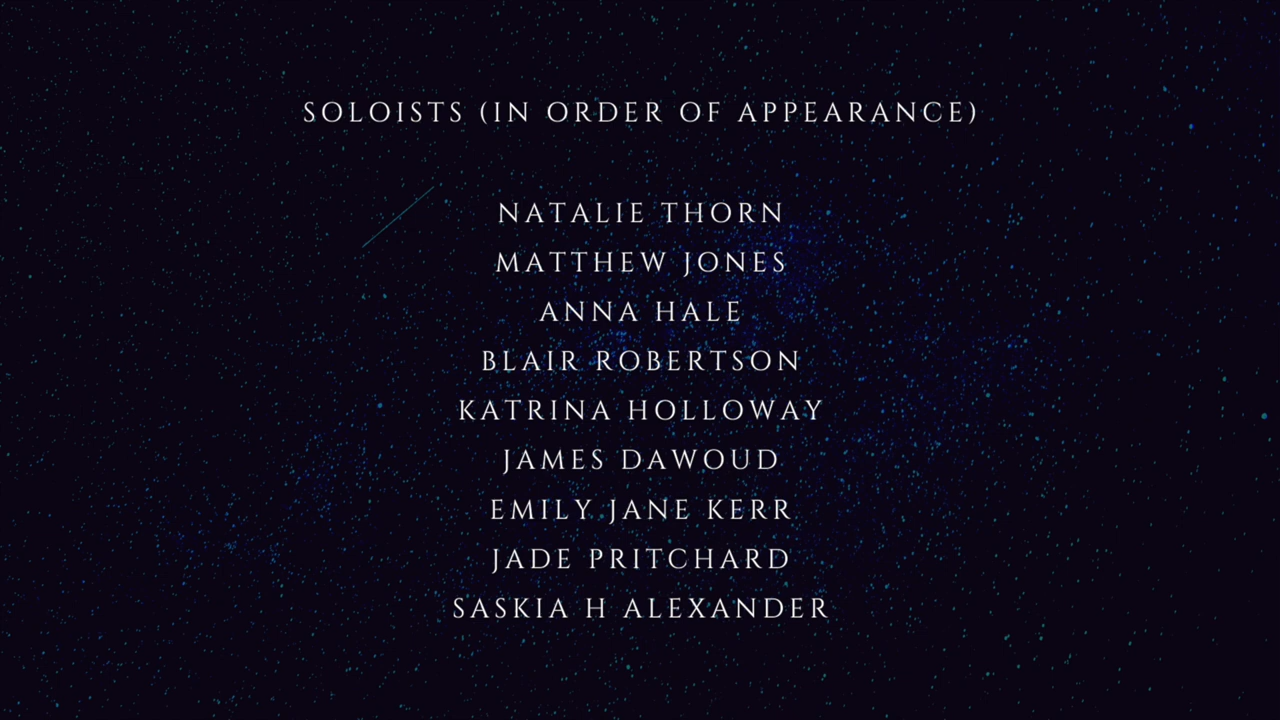 SOLOISTS (IN ORDER OF APPEARANCE)
NATALIE THORN
MATTHEW JONES
ANNA HALE
BLAIR ROBERTSON
KATRINA HOLLOWAY
JAMES DAWOUD
EMILY JANE KERR
JADE PRITCHARD
SASKIA H ALEXANDER